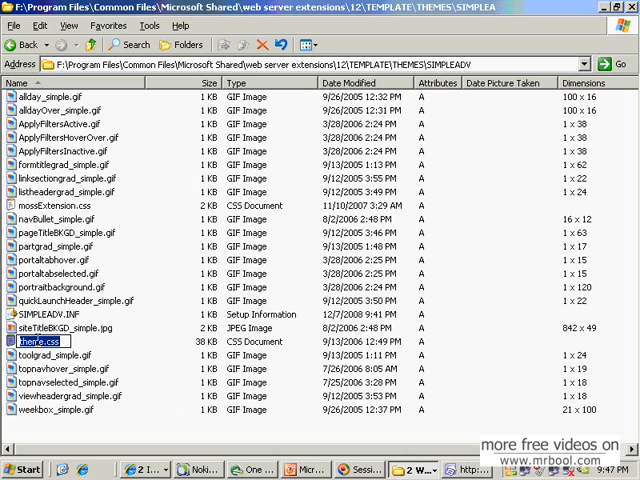 F:\Program Files\Common Files\Microsoft Shared\web server extensions\12\TEMPLATE\THEMES\SIMPLEA
File Edit View Favorites Tools Help
Back Search Folders
Address F:\Program Files\Common Files\Microsoft Shared\web server extensions\12\TEMPLATE\THEMES\SIMPLEADV Go
Name Size Type Date Modified Attributes Date Picture Taken Dimensions
allday_simple.gif 1 KB GIF Image 9/26/2005 12:32 PM A 100 x 16
alldayOver_simple.gif 1 KB GIF Image 9/26/2005 12:31 PM A 100 x 16
ApplyFiltersActive.gif 1 KB GIF Image 3/28/2006 2:24 PM A 1 x 38
ApplyFiltersHoverOver.gif 1 KB GIF Image 3/28/2006 2:24 PM A 1 x 38
ApplyFiltersInactive.gif 1 KB GIF Image 3/28/2006 2:24 PM A 1 x 38
formtitlegrad_simple.gif 1 KB GIF Image 9/13/2005 1:13 PM A 1 x 62
linksectiongrad_simple.gif 1 KB GIF Image 9/12/2005 3:55 PM A 1 x 22
listheadergrad_simple.gif 1 KB GIF Image 9/12/2005 3:49 PM A 1 x 24
mossExtension.css 2 KB CSS Document 11/10/2007 3:29 AM A
navBullet_simple.gif 1 KB GIF Image 8/2/2006 2:48 PM A 16 x 12
pageTitleBKGD_simple.gif 1 KB GIF Image 9/12/2005 3:46 PM A 1 x 63
partgrad_simple.gif 1 KB GIF Image 9/13/2005 1:48 PM A 1 x 17
portaltabhover.gif 1 KB GIF Image 3/28/2006 2:25 PM A 1 x 22
portaltabselected.gif 1 KB GIF Image 3/28/2006 2:25 PM A 1 x 22
portraitbackground.gif 1 KB GIF Image 3/28/2006 2:24 PM A 1 x 120
quickLaunchHeader_simple.gif 1 KB GIF Image 9/12/2005 3:50 PM A 1 x 22
SIMPLEADV.INF 1 KB Setup Information 12/7/2008 9:41 PM A
siteTitleBKGD_simple.jpg 2 KB JPEG Image 8/2/2006 2:48 PM A 842 x 49
theme.css 38 KB CSS Document 9/13/2006 12:49 PM A
toolgrad_simple.gif 1 KB GIF Image 9/13/2005 1:11 PM A 1 x 24
topnavhover_simple.gif 1 KB GIF Image 7/26/2006 8:05 AM A 1 x 19
topnavselected_simple.gif 1 KB GIF Image 7/25/2006 3:28 PM A 1 x 18
viewheadergrad_simple.gif 1 KB GIF Image 9/13/2005 1:09 PM A 1 x 18
weekbox_simple.gif 1 KB GIF Image 9/26/2005 12:37 PM A 21 x 100
more free videos on
www.mrbool.com
Start 2 I... Noki... One ... Micr... Sessi... 2 W... http:... 9:47 PM